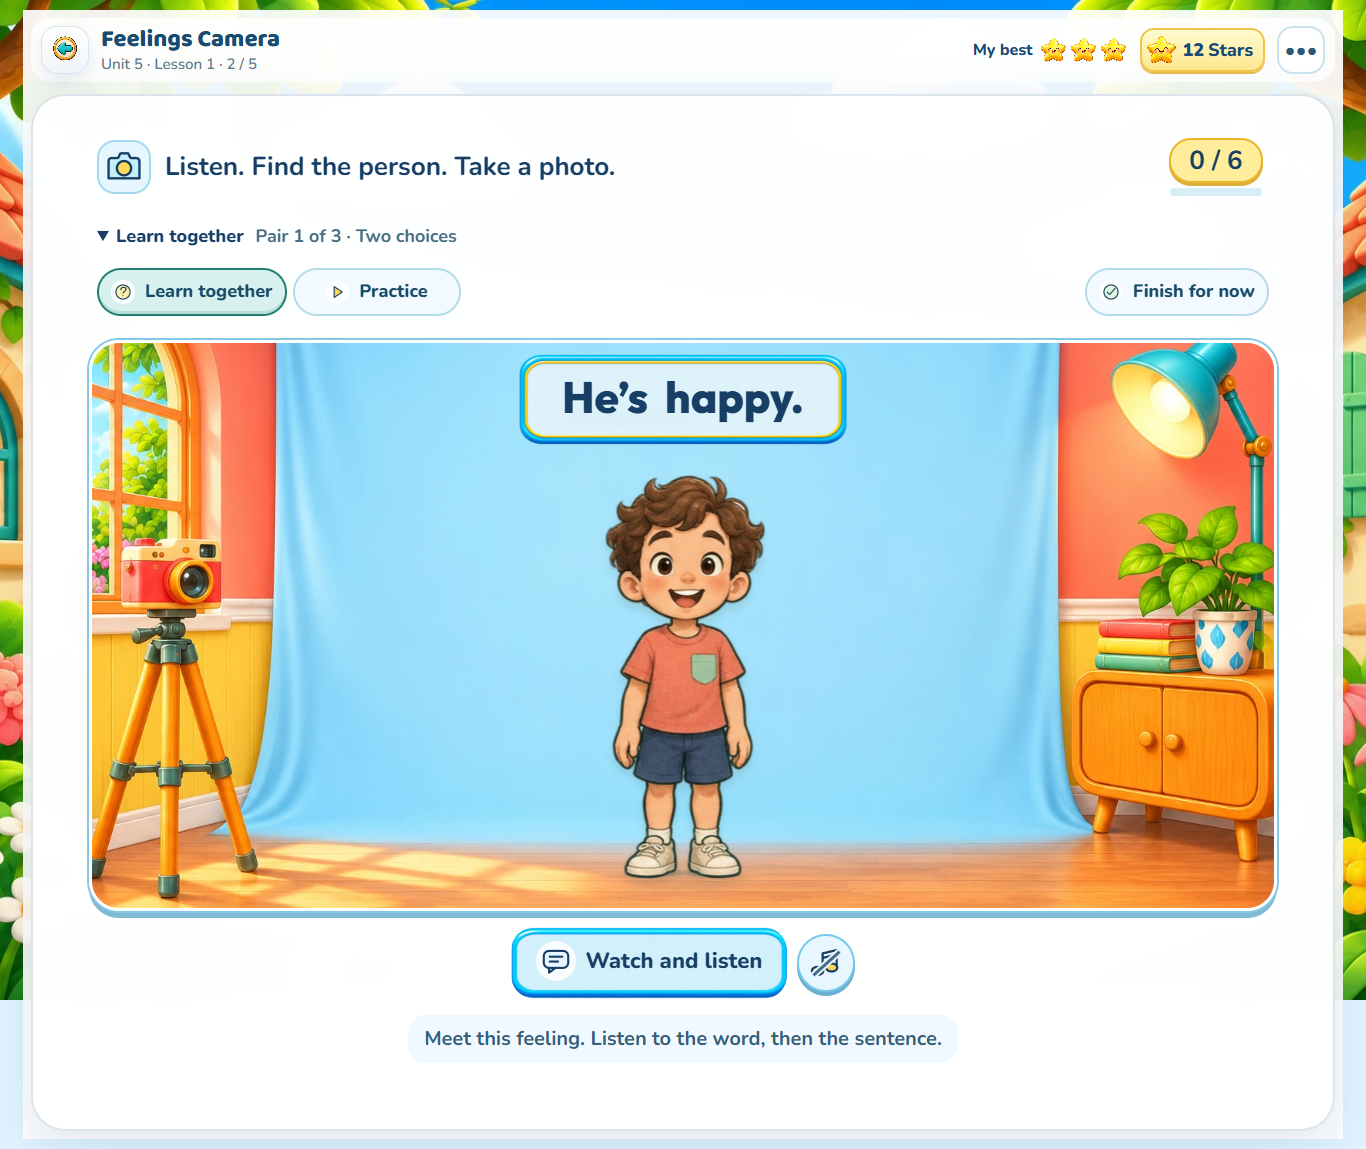 Feelings Camera
Unit 5 · Lesson 1 · 2 / 5
My best
12 Stars
Listen. Find the person. Take a photo.
0 / 6
▼ Learn together Pair 1 of 3 · Two choices
Learn together
Practice
Finish for now
He’s happy.
Watch and listen
Meet this feeling. Listen to the word, then the sentence.